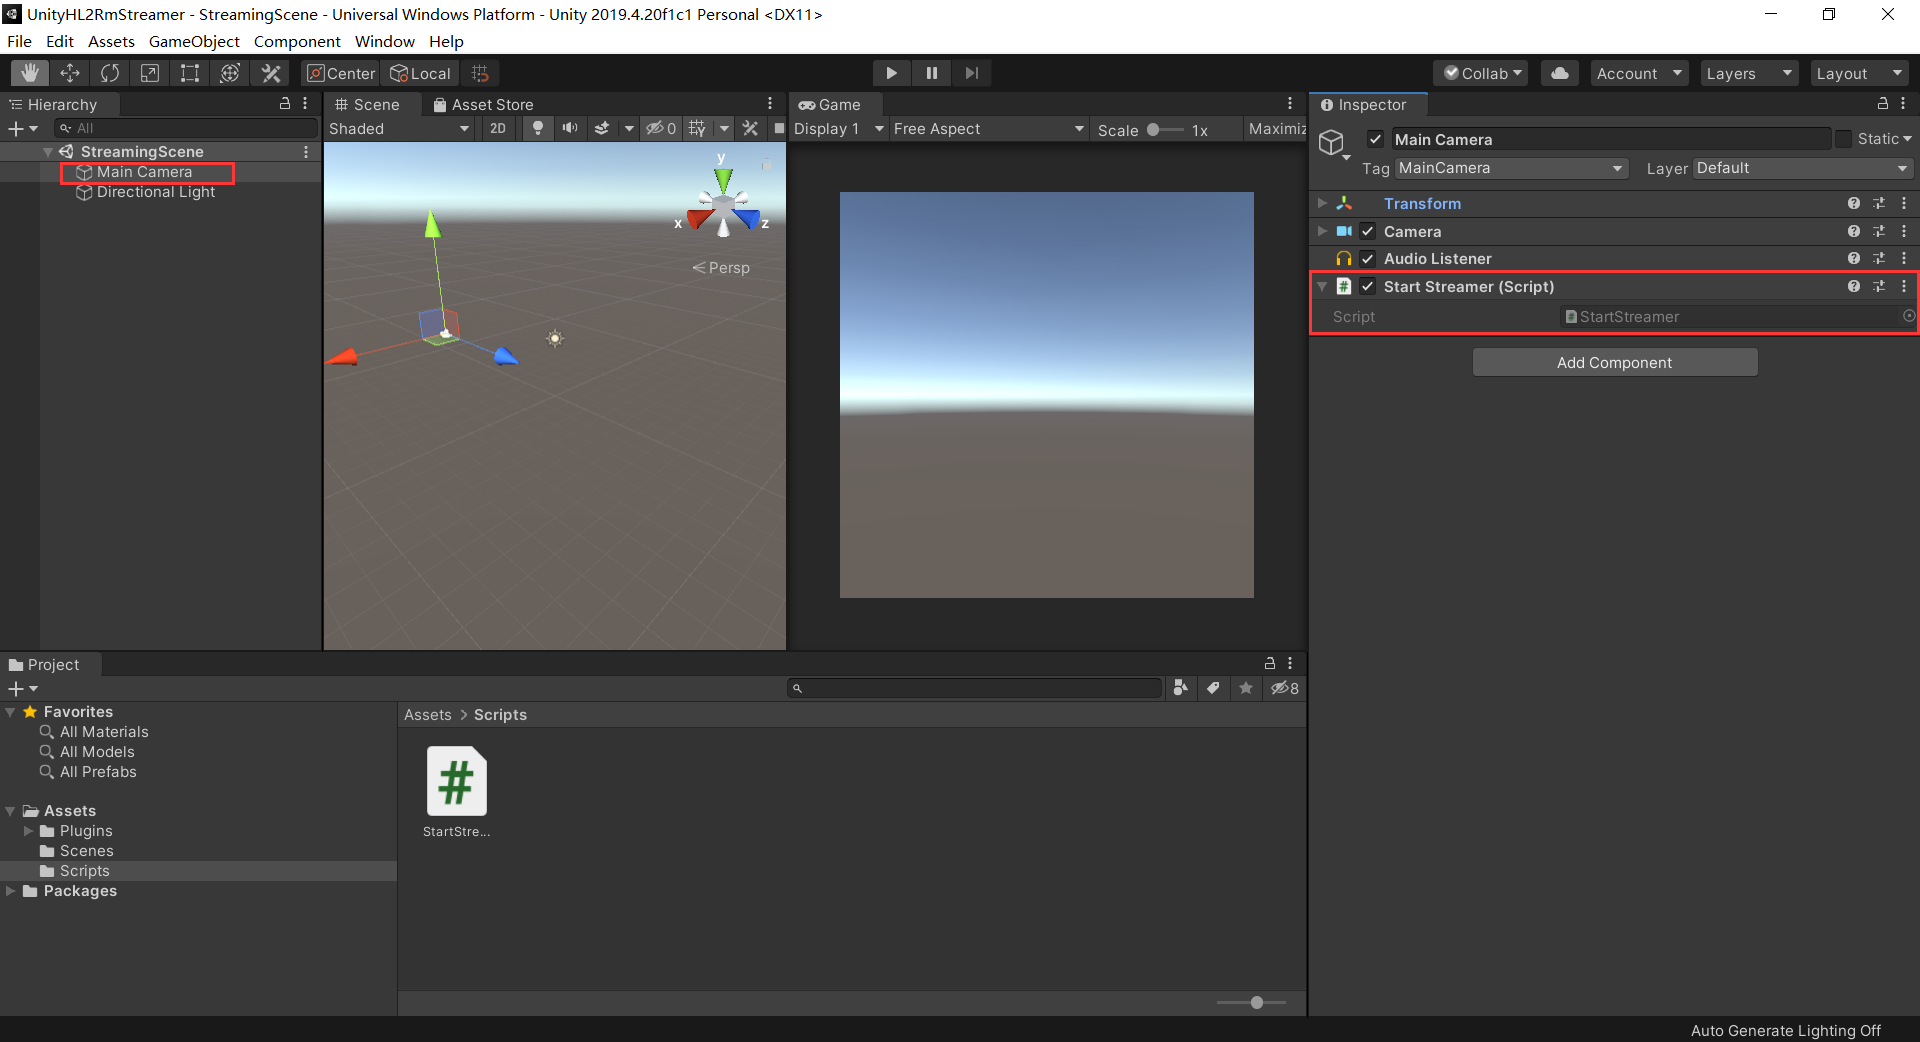 UnityHL2RmStreamer - StreamingScene - Universal Windows Platform - Unity 2019.4.20f1c1 Personal <DX11>
File Edit Assets GameObject Component Window Help
Center Local Collab Account Layers Layout
Hierarchy
All
StreamingScene
Main Camera
Directional Light
Scene Asset Store
Shaded 2D 0
y
x z
Persp
Game
Display 1 Free Aspect Scale 1x Maximiz
Inspector
Main Camera Static
Tag MainCamera Layer Default
Transform
Camera
Audio Listener
# Start Streamer (Script)
Script # StartStreamer
Add Component
Project
8
Favorites
All Materials
All Models
All Prefabs
Assets
Plugins
Scenes
Scripts
Packages
Assets > Scripts
#
StartStre...
Auto Generate Lighting Off